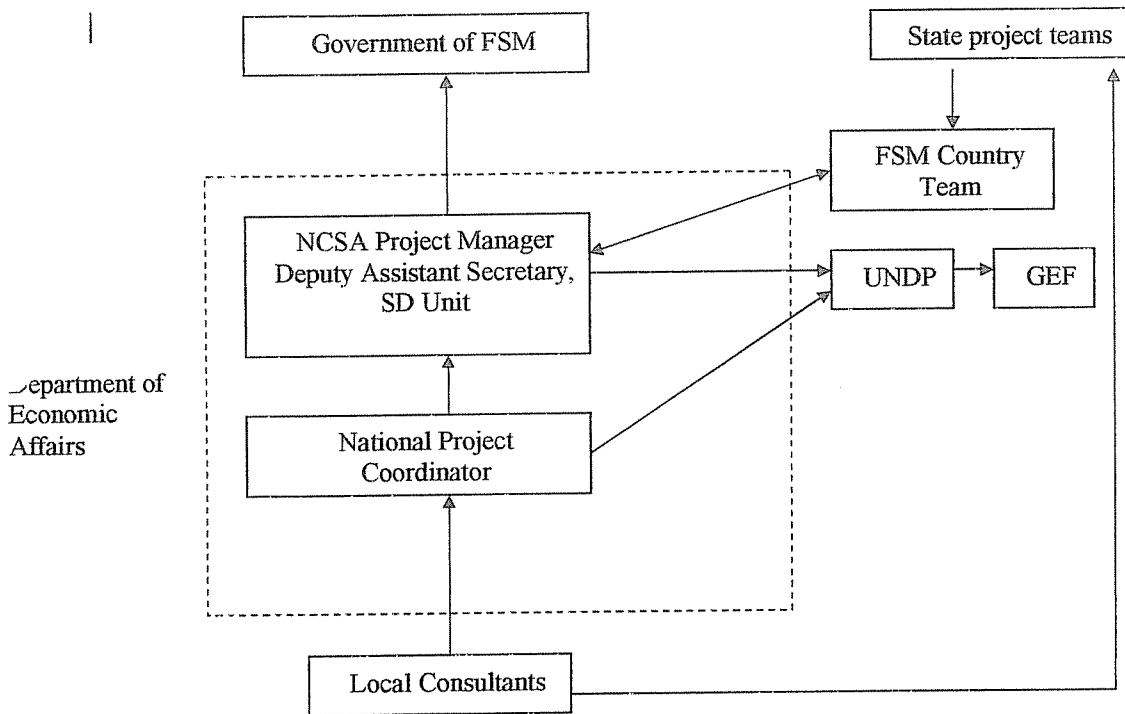 Government of FSM
State project teams
FSM Country
Team
NCSA Project Manager
Deputy Assistant Secretary,
SD Unit
UNDP
GEF
epartment of
Economic
Affairs
National Project
Coordinator
Local Consultants